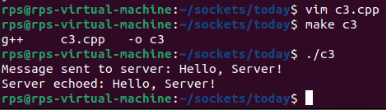 rps@rps-virtual-machine:~/sockets/today$ vim c3.cpp
rps@rps-virtual-machine:~/sockets/today$ make c3
g++     c3.cpp   -o c3
rps@rps-virtual-machine:~/sockets/today$ ./c3
Message sent to server: Hello, Server!
Server echoed: Hello, Server!
rps@rps-virtual-machine:~/sockets/today$